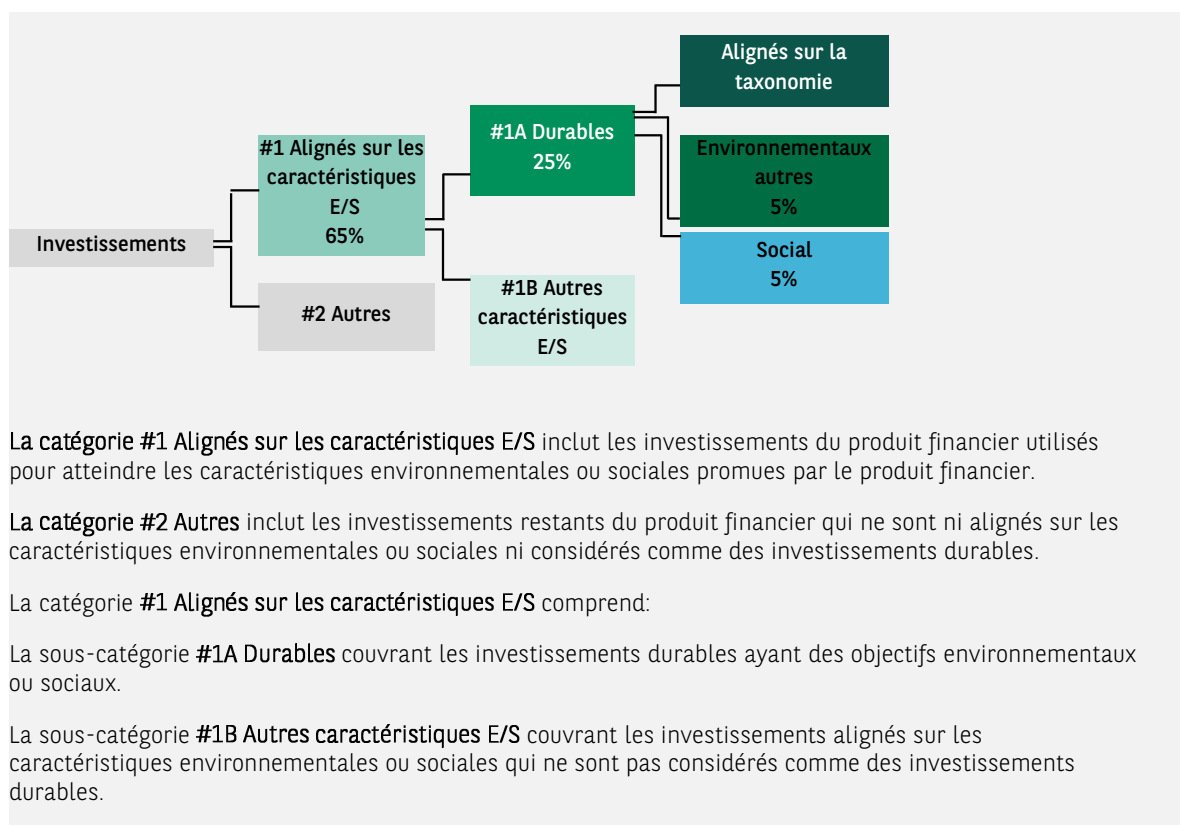 Investissements
#1 Alignés sur les
caractéristiques
E/S
65%
#2 Autres
#1A Durables
25%
#1B Autres
caractéristiques
E/S
Alignés sur la
taxonomie
Environnementaux
autres
5%
Social
5%
La catégorie #1 Alignés sur les caractéristiques E/S inclut les investissements du produit financier utilisés
pour atteindre les caractéristiques environnementales ou sociales promues par le produit financier.
La catégorie #2 Autres inclut les investissements restants du produit financier qui ne sont ni alignés sur les
caractéristiques environnementales ou sociales ni considérés comme des investissements durables.
La catégorie #1 Alignés sur les caractéristiques E/S comprend:
La sous-catégorie #1A Durables couvrant les investissements durables ayant des objectifs environnementaux
ou sociaux.
La sous-catégorie #1B Autres caractéristiques E/S couvrant les investissements alignés sur les
caractéristiques environnementales ou sociales qui ne sont pas considérés comme des investissements
durables.